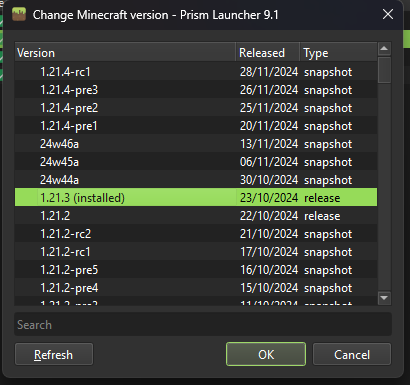 Change Minecraft version - Prism Launcher 9.1
Version Released Type
1.21.4-rc1 28/11/2024 snapshot
1.21.4-pre3 26/11/2024 snapshot
1.21.4-pre2 25/11/2024 snapshot
1.21.4-pre1 20/11/2024 snapshot
24w46a 13/11/2024 snapshot
24w45a 06/11/2024 snapshot
24w44a 30/10/2024 snapshot
1.21.3 (installed) 23/10/2024 release
1.21.2 22/10/2024 release
1.21.2-rc2 21/10/2024 snapshot
1.21.2-rc1 17/10/2024 snapshot
1.21.2-pre5 16/10/2024 snapshot
1.21.2-pre4 15/10/2024 snapshot
1.21.2-pre3 11/10/2024 snapshot
Search
Refresh OK Cancel